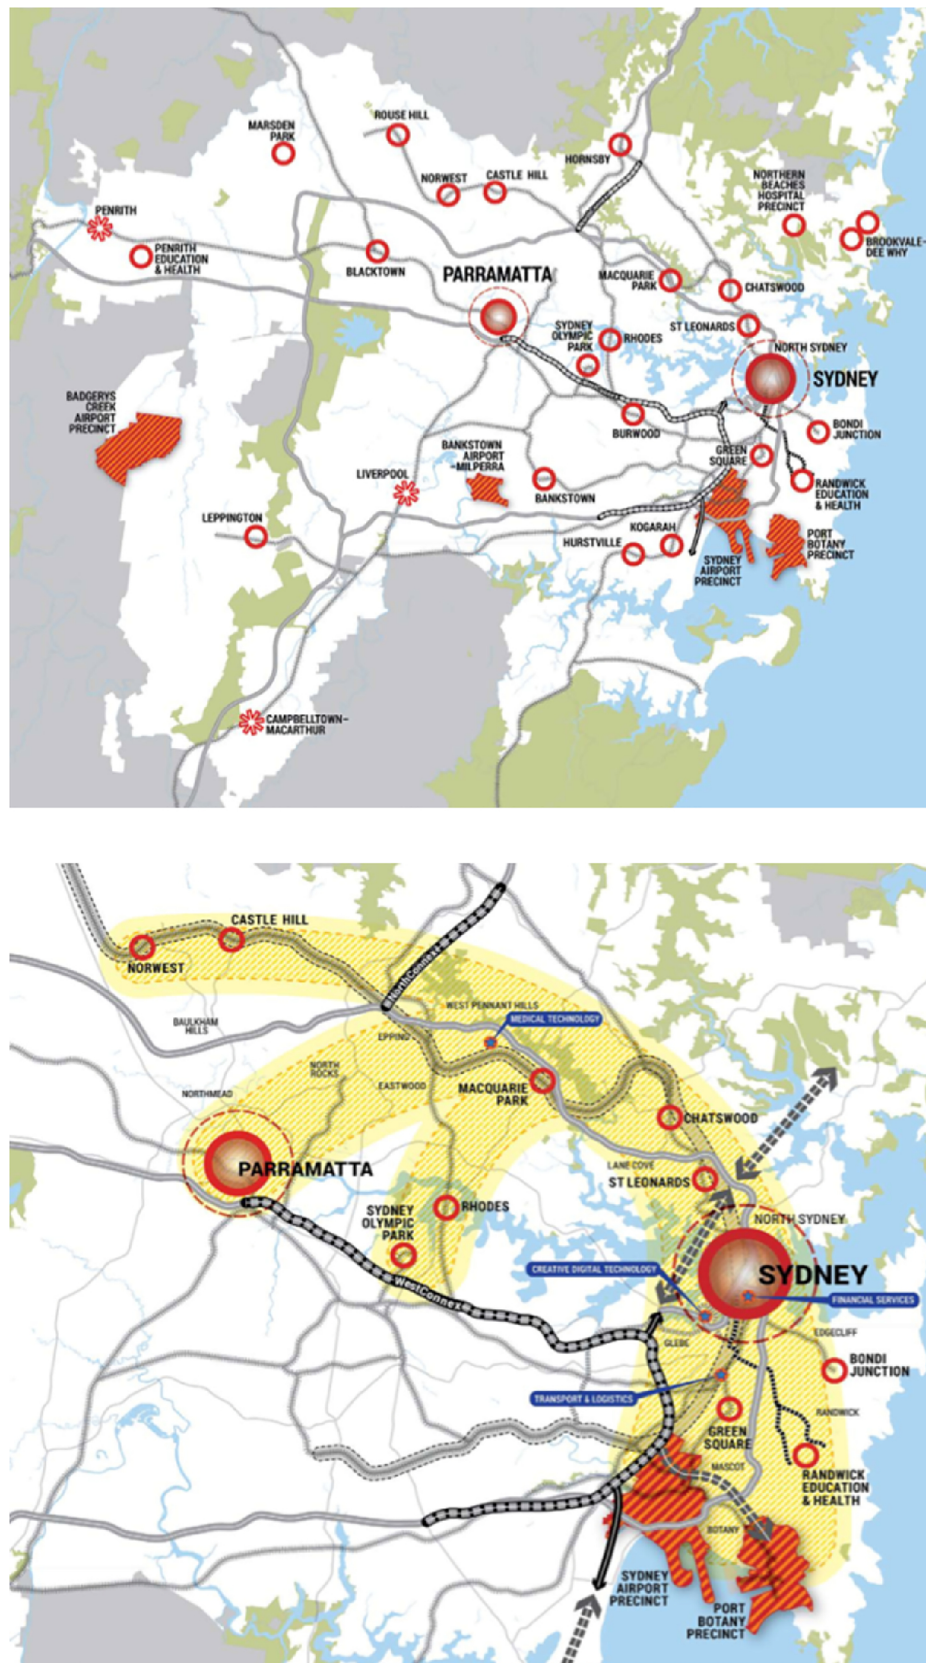 ROUSE HILL
MARSDEN
PARK
HORNSBY
NORWEST
CASTLE HILL
NORTHERN
BEACHES
HOSPITAL
PRECINCT
PENRITH
PENRITH
EDUCATION
& HEALTH
BLACKTOWN
BROOKVALE–
DEE WHY
PARRAMATTA
MACQUARIE
PARK
CHATSWOOD
SYDNEY
OLYMPIC
PARK
RHODES
ST LEONARDS
NORTH SYDNEY
SYDNEY
BADGERYS
CREEK
AIRPORT
PRECINCT
BURWOOD
BONDI
JUNCTION
BANKSTOWN
AIRPORT
–MILPERRA
GREEN
SQUARE
LIVERPOOL
BANKSTOWN
RANDWICK
EDUCATION
& HEALTH
LEPPINGTON
KOGARAH
HURSTVILLE
SYDNEY
AIRPORT
PRECINCT
PORT
BOTANY
PRECINCT
CAMPBELLTOWN–
MACARTHUR
CASTLE HILL
NORWEST
NorthConnex
WEST PENNANT HILLS
MEDICAL TECHNOLOGY
BAULKHAM
HILLS
EPPING
NORTH
ROCKS
EASTWOOD
NORTHMEAD
MACQUARIE
PARK
CHATSWOOD
PARRAMATTA
LANE COVE
ST LEONARDS
SYDNEY
OLYMPIC
PARK
RHODES
NORTH SYDNEY
CREATIVE DIGITAL TECHNOLOGY
SYDNEY
WestConnex
FINANCIAL SERVICES
GLEBE
EDGECLIFF
BONDI
JUNCTION
TRANSPORT & LOGISTICS
GREEN
SQUARE
RANDWICK
MASCOT
RANDWICK
EDUCATION
& HEALTH
BOTANY
SYDNEY
AIRPORT
PRECINCT
PORT
BOTANY
PRECINCT